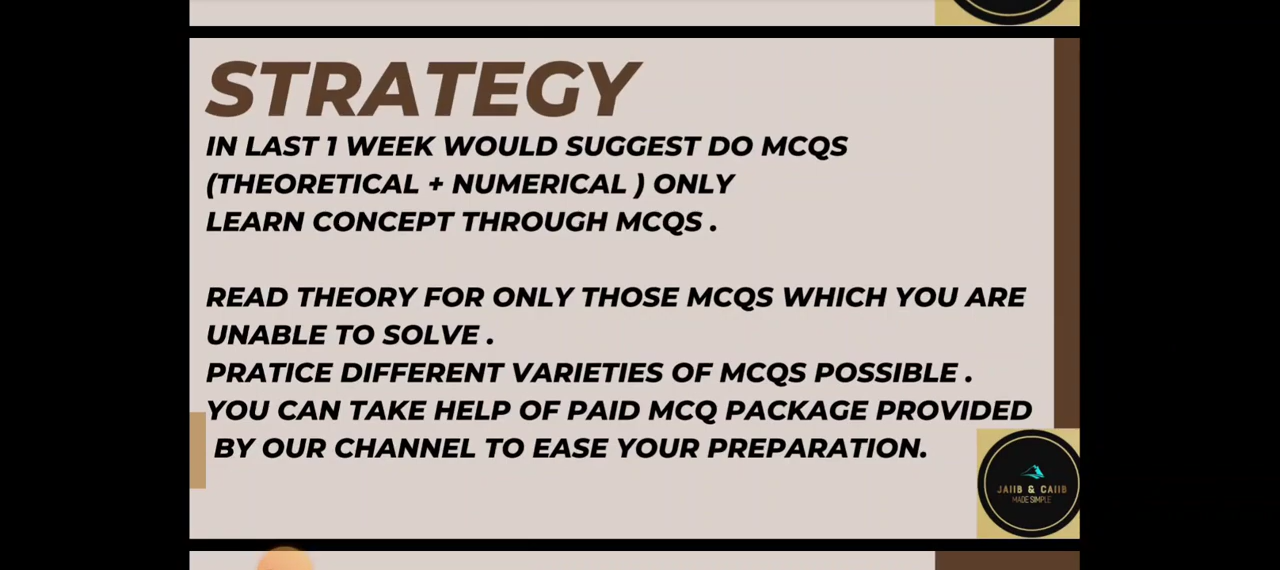 STRATEGY
IN LAST 1 WEEK WOULD SUGGEST DO MCQS
(THEORETICAL + NUMERICAL ) ONLY
LEARN CONCEPT THROUGH MCQS .
READ THEORY FOR ONLY THOSE MCQS WHICH YOU ARE
UNABLE TO SOLVE .
PRATICE DIFFERENT VARIETIES OF MCQS POSSIBLE .
YOU CAN TAKE HELP OF PAID MCQ PACKAGE PROVIDED
BY OUR CHANNEL TO EASE YOUR PREPARATION.
JAIIB & CAIIB
MADE SIMPLE